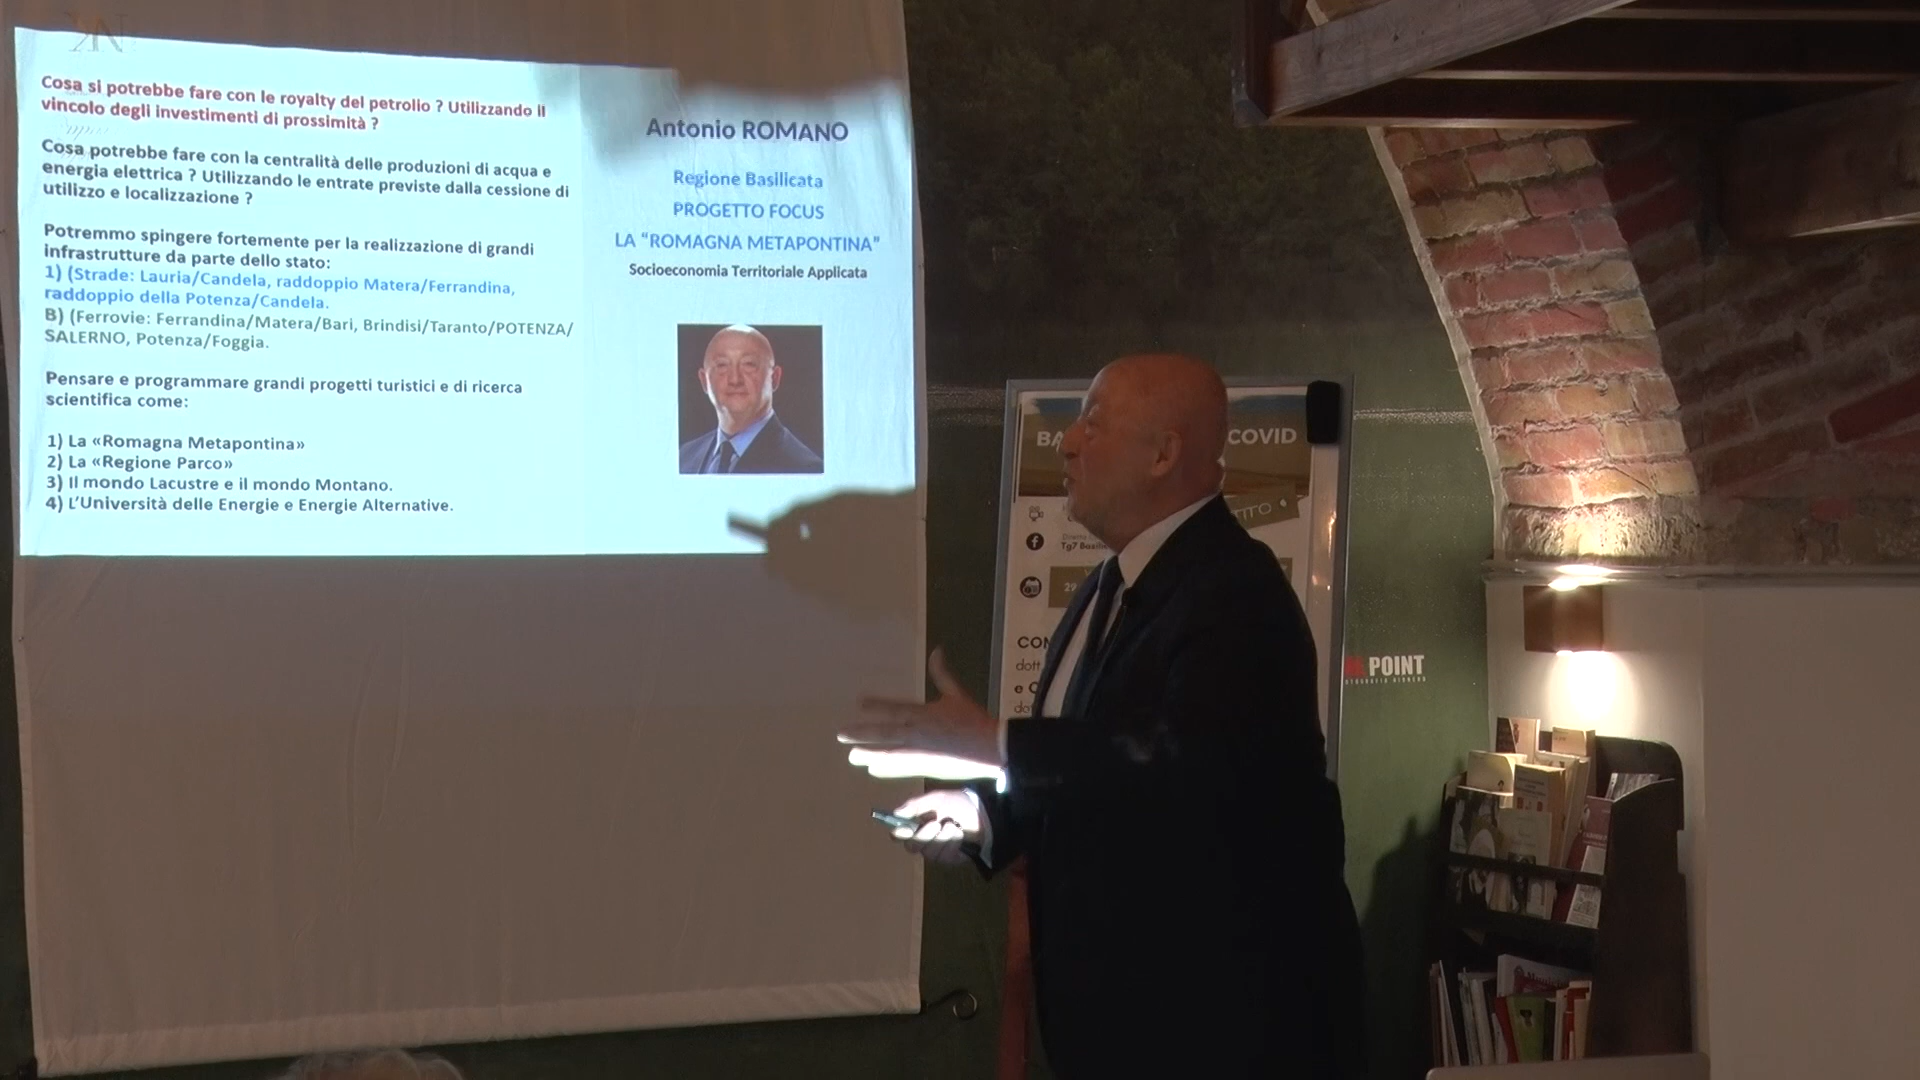 Cosa si potrebbe fare con le royalty del petrolio ? Utilizzando il
vincolo degli investimenti di prossimità ?
Cosa potrebbe fare con la centralità delle produzioni di acqua e
energia elettrica ? Utilizzando le entrate previste dalla cessione di
utilizzo e localizzazione ?
Potremmo spingere fortemente per la realizzazione di grandi
infrastrutture da parte dello stato:
1) (Strade: Lauria/Candela, raddoppio Matera/Ferrandina,
raddoppio della Potenza/Candela.
B) (Ferrovie: Ferrandina/Matera/Bari, Brindisi/Taranto/POTENZA/
SALERNO, Potenza/Foggia.
Pensare e programmare grandi progetti turistici e di ricerca
scientifica come:
1) La «Romagna Metapontina»
2) La «Regione Parco»
3) Il mondo Lacustre e il mondo Montano.
4) L'Università delle Energie e Energie Alternative.
Antonio ROMANO
Regione Basilicata
PROGETTO FOCUS
LA “ROMAGNA METAPONTINA”
Socioeconomia Territoriale Applicata
BA COVID
TITO
Tg7
29
CON
dott.
e
POINT